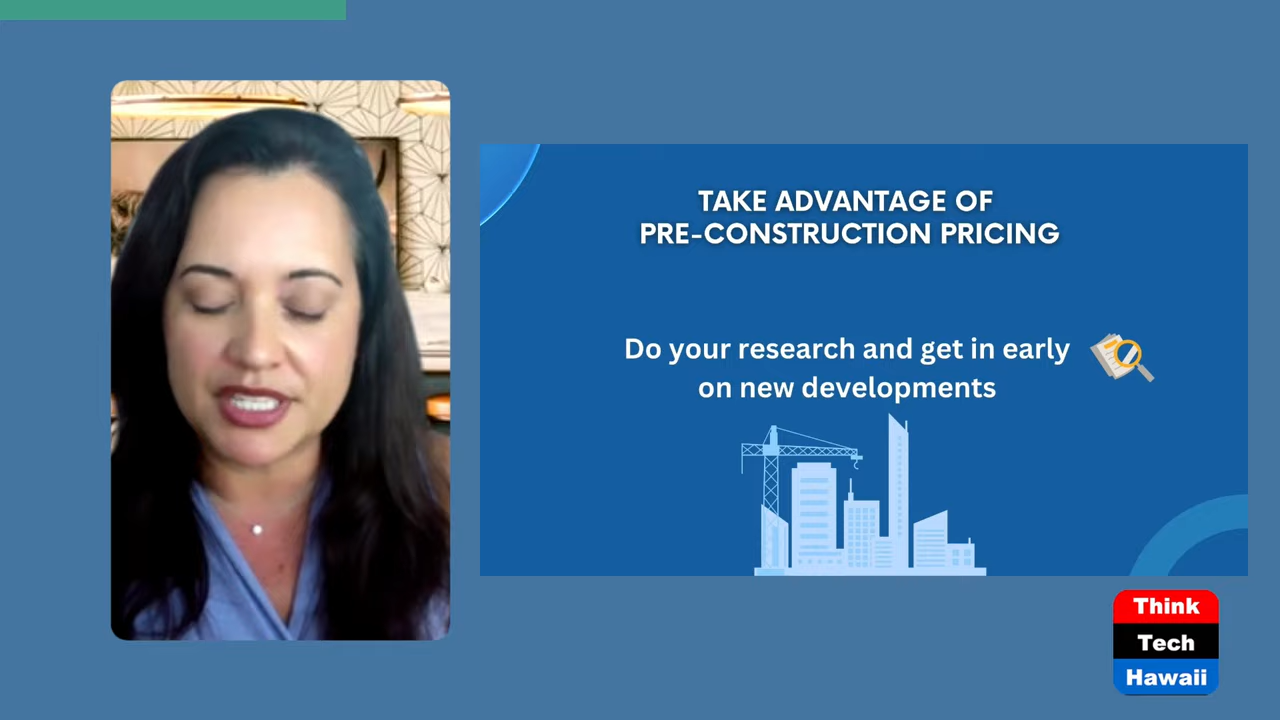 TAKE ADVANTAGE OF
PRE-CONSTRUCTION PRICING
Do your research and get in early
on new developments
Think
Tech
Hawaii